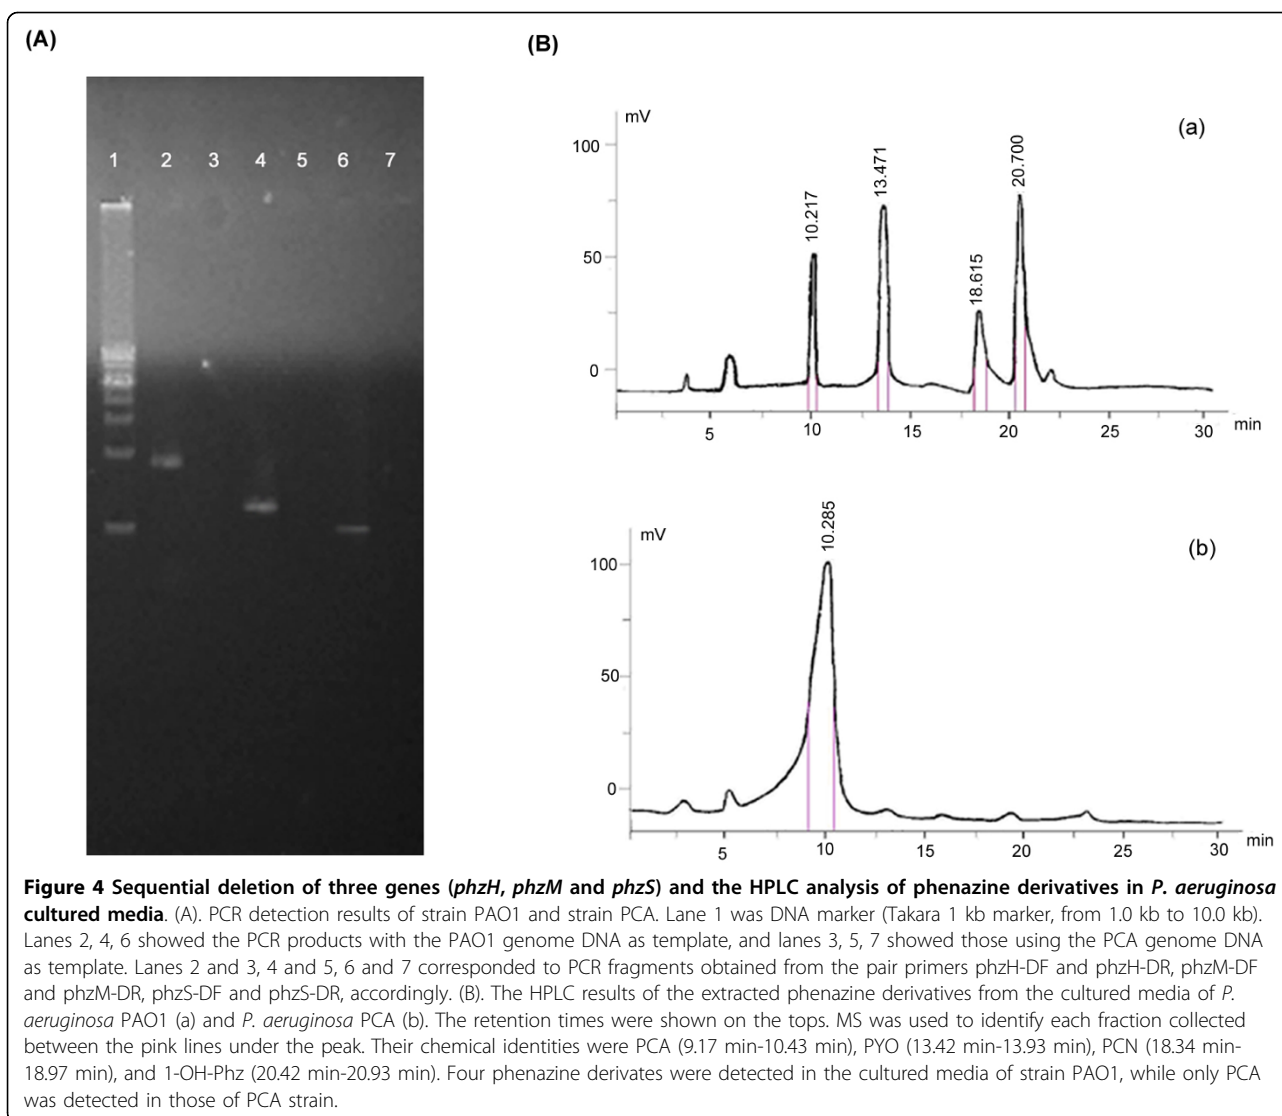 (A)
1 2 3 4 5 6 7
(B)
mV
(a)
100
50
0
10.217
13.471
18.615
20.700
5 10 15 20 25 30 min
mV
(b)
100
50
0
10.285
5 10 15 20 25 30 min
Figure 4 Sequential deletion of three genes (phzH, phzM and phzS) and the HPLC analysis of phenazine derivatives in P. aeruginosa
cultured media. (A). PCR detection results of strain PAO1 and strain PCA. Lane 1 was DNA marker (Takara 1 kb marker, from 1.0 kb to 10.0 kb).
Lanes 2, 4, 6 showed the PCR products with the PAO1 genome DNA as template, and lanes 3, 5, 7 showed those using the PCA genome DNA
as template. Lanes 2 and 3, 4 and 5, 6 and 7 corresponded to PCR fragments obtained from the pair primers phzH-DF and phzH-DR, phzM-DF
and phzM-DR, phzS-DF and phzS-DR, accordingly. (B). The HPLC results of the extracted phenazine derivatives from the cultured media of P.
aeruginosa PAO1 (a) and P. aeruginosa PCA (b). The retention times were shown on the tops. MS was used to identify each fraction collected
between the pink lines under the peak. Their chemical identities were PCA (9.17 min-10.43 min), PYO (13.42 min-13.93 min), PCN (18.34 min-
18.97 min), and 1-OH-Phz (20.42 min-20.93 min). Four phenazine derivates were detected in the cultured media of strain PAO1, while only PCA
was detected in those of PCA strain.